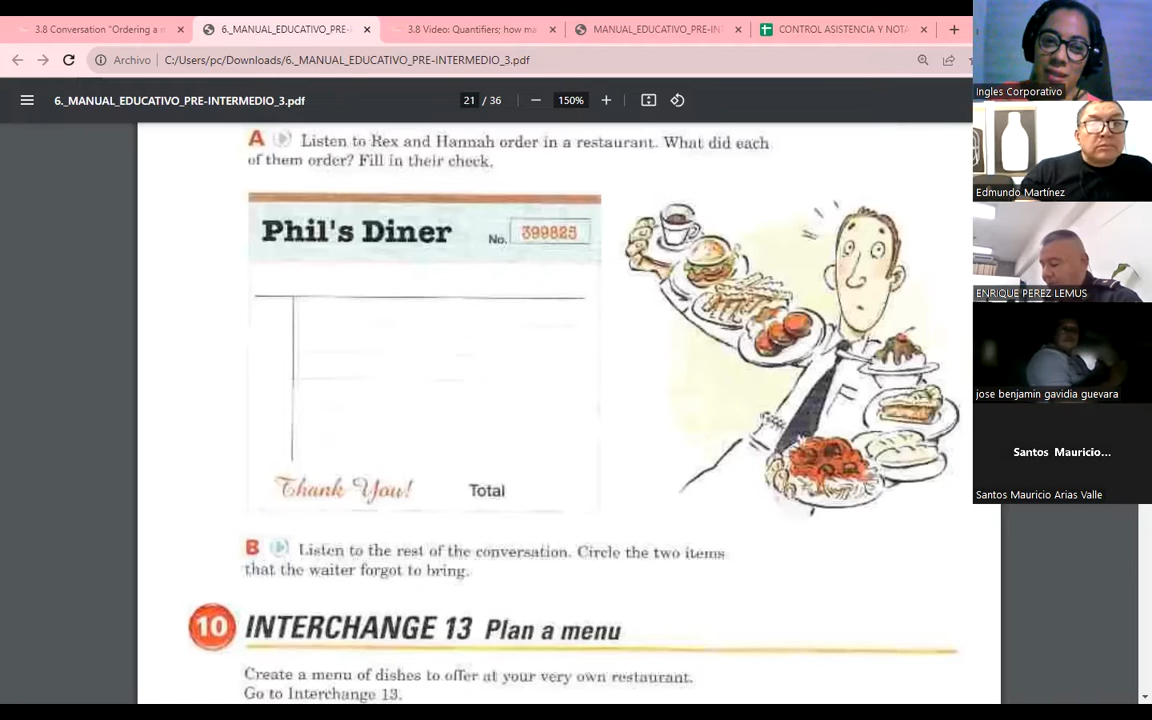 3.8 Conversation "Ordering a m
6._MANUAL_EDUCATIVO_PRE-
3.8 Video: Quantifiers; how ma
MANUAL_EDUCATIVO_PRE-INT
CONTROL ASISTENCIA Y NOTA
Archivo
C:/Users/pc/Downloads/6._MANUAL_EDUCATIVO_PRE-INTERMEDIO_3.pdf
6._MANUAL_EDUCATIVO_PRE-INTERMEDIO_3.pdf
21 / 36
150%
A Listen to Rex and Hannah order in a restaurant. What did each
of them order? Fill in their check.
Phil's Diner
No. 399825
Thank You!
Total
B Listen to the rest of the conversation. Circle the two items
that the waiter forgot to bring.
10 INTERCHANGE 13 Plan a menu
Create a menu of dishes to offer at your very own restaurant.
Go to Interchange 13.
Ingles Corporativo
Edmundo Martínez
ENRIQUE PEREZ LEMUS
jose benjamin gavidia guevara
Santos Mauricio...
Santos Mauricio Arias Valle